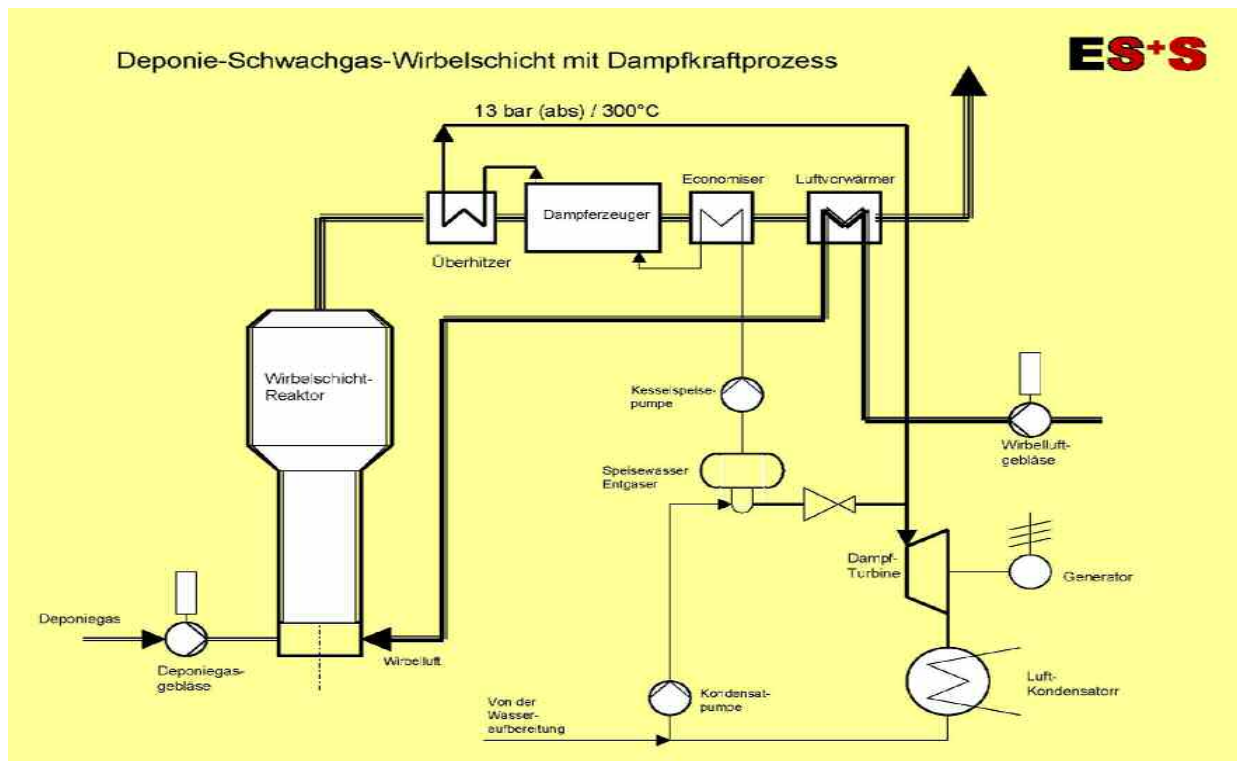 Deponie-Schwachgas-Wirbelschicht mit Dampfkraftprozess
ES+S
13 bar (abs) / 300°C
Economiser
Luftvorwärmer
Dampferzeuger
Überhitzer
Wirbelschicht-
Reaktor
Kesselspeise-
pumpe
Wirbelluft-
gebläse
Speisewasser
Entgaser
Dampf-
Turbine
Generator
Deponiegas
Deponiegas-
gebläse
Wirbelluft
Von der
Wasser-
aufbereitung
Kondensat-
pumpe
Luft-
Kondensatorr